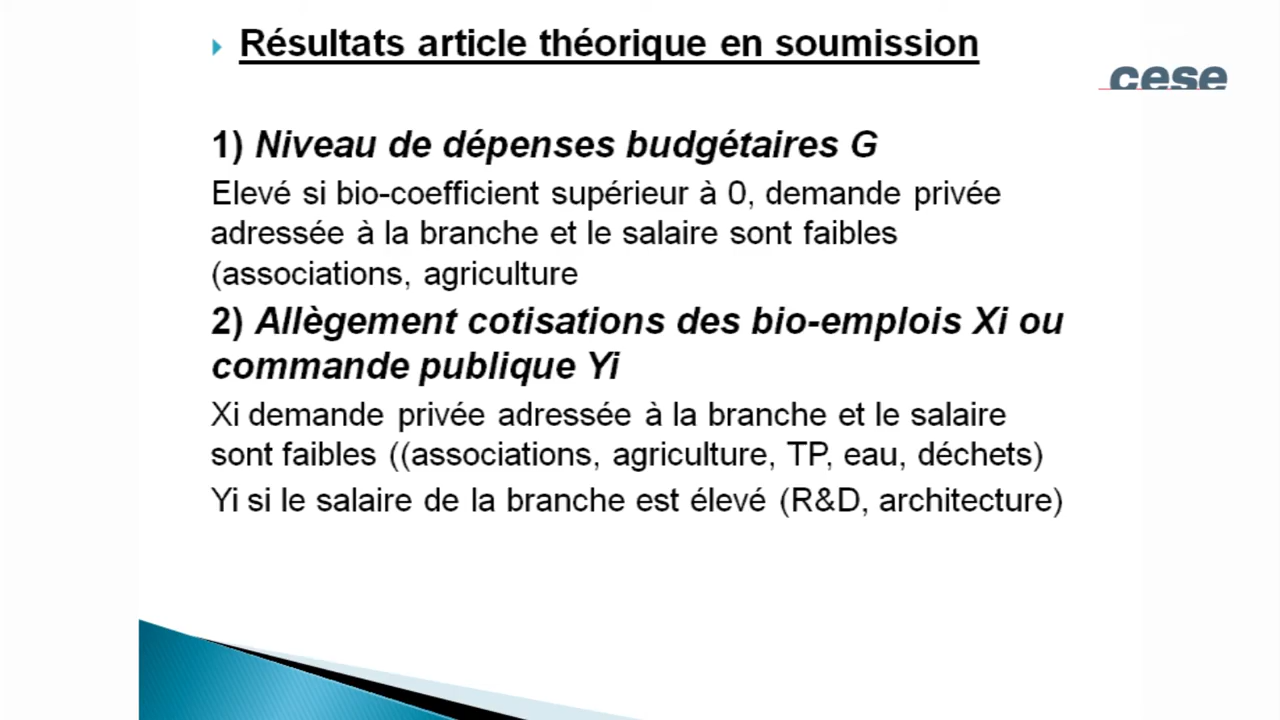 Résultats article théorique en soumission
cese
1) Niveau de dépenses budgétaires G
Elevé si bio-coefficient supérieur à 0, demande privée
adressée à la branche et le salaire sont faibles
(associations, agriculture
2) Allègement cotisations des bio-emplois Xi ou
commande publique Yi
Xi demande privée adressée à la branche et le salaire
sont faibles ((associations, agriculture, TP, eau, déchets)
Yi si le salaire de la branche est élevé (R&D, architecture)